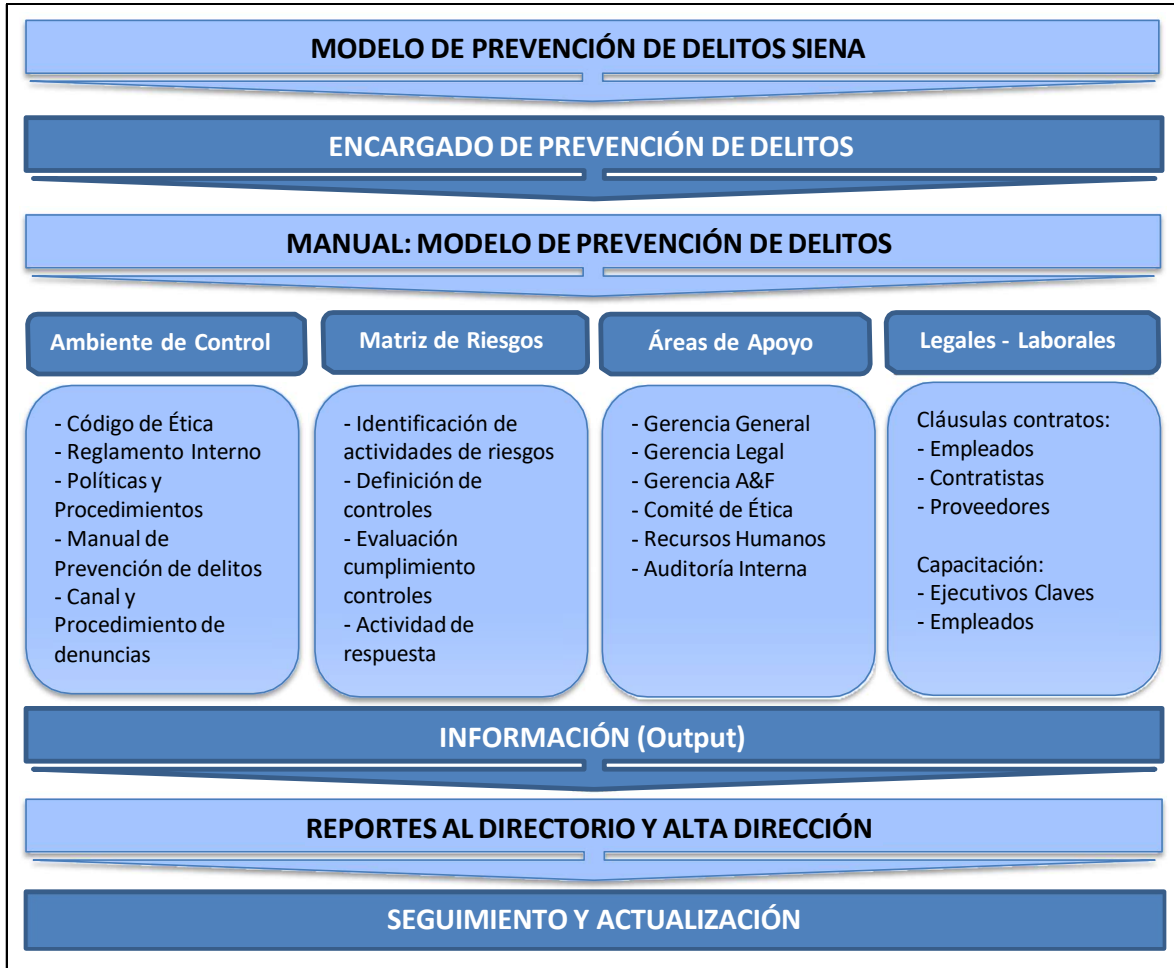 MODELO DE PREVENCIÓN DE DELITOS SIENA
ENCARGADO DE PREVENCIÓN DE DELITOS
MANUAL: MODELO DE PREVENCIÓN DE DELITOS
Ambiente de Control
- Código de Ética
- Reglamento Interno
- Políticas y
Procedimientos
- Manual de
Prevención de delitos
- Canal y
Procedimiento de
denuncias
Matriz de Riesgos
- Identificación de
actividades de riesgos
- Definición de
controles
- Evaluación
cumplimiento
controles
- Actividad de
respuesta
Áreas de Apoyo
- Gerencia General
- Gerencia Legal
- Gerencia A&F
- Comité de Ética
- Recursos Humanos
- Auditoría Interna
Legales - Laborales
Cláusulas contratos:
- Empleados
- Contratistas
- Proveedores
Capacitación:
- Ejecutivos Claves
- Empleados
INFORMACIÓN (Output)
REPORTES AL DIRECTORIO Y ALTA DIRECCIÓN
SEGUIMIENTO Y ACTUALIZACIÓN